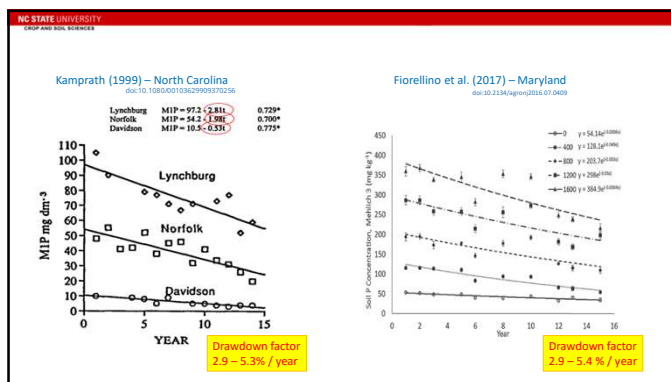 NC STATE UNIVERSITY
CROP AND SOIL SCIENCES
Kamprath (1999) – North Carolina
doi:10.1080/00103629909370256
Lynchburg M1P = 97.2 - 2.81t 0.729*
Norfolk M1P = 54.2 - 1.98t 0.700*
Davidson M1P = 10.5 - 0.53t 0.775*
M1P mg dm-3
110
100
90
80
70
60
50
40
30
20
10
0
Lynchburg
Norfolk
Davidson
0 5 10 15
YEAR
Drawdown factor
2.9 – 5.3% / year
Fiorellino et al. (2017) – Maryland
doi:10.2134/agronj2016.07.0409
0
400
800
1200
1600
Soil P Concentration, Mehlich 3 (mg kg-1)
450
400
350
300
250
200
150
100
50
0
0 2 4 6 8 10 12 14 16
Year
Drawdown factor
2.9 – 5.4 % / year